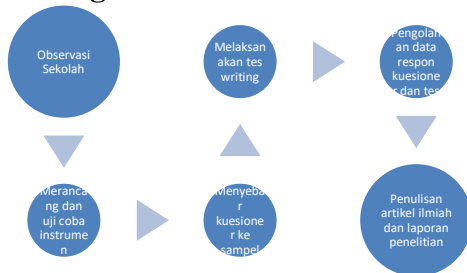 Observasi
Sekolah
Meranca
ng dan
uji coba
instrume
n
Menyeba
r
kuesione
r ke
sampel
Melaksan
akan tes
writing
Pengolah
an data
respon
kuesione
r dan tes
Penulisan
artikel ilmiah
dan laporan
penelitian